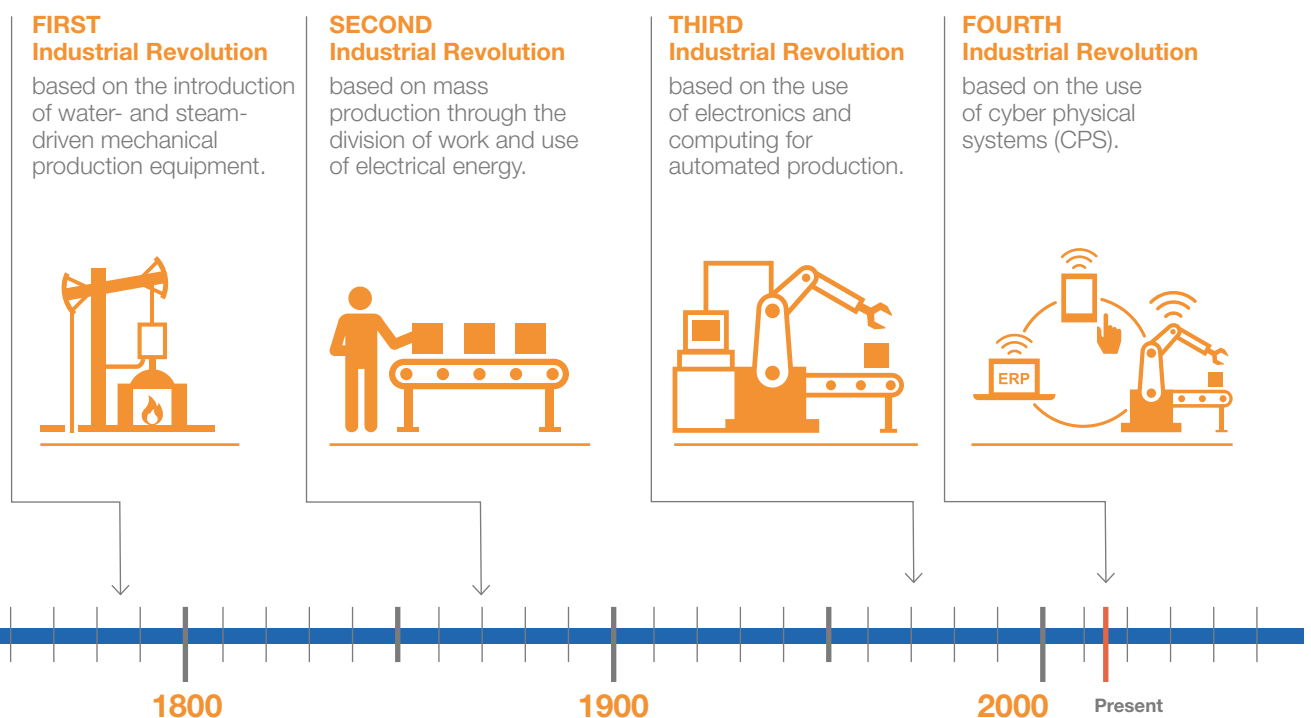 FIRST
Industrial Revolution
based on the introduction
of water- and steam-
driven mechanical
production equipment.
SECOND
Industrial Revolution
based on mass
production through the
division of work and use
of electrical energy.
THIRD
Industrial Revolution
based on the use
of electronics and
computing for
automated production.
FOURTH
Industrial Revolution
based on the use
of cyber physical
systems (CPS).
ERP
1800
1900
2000
Present